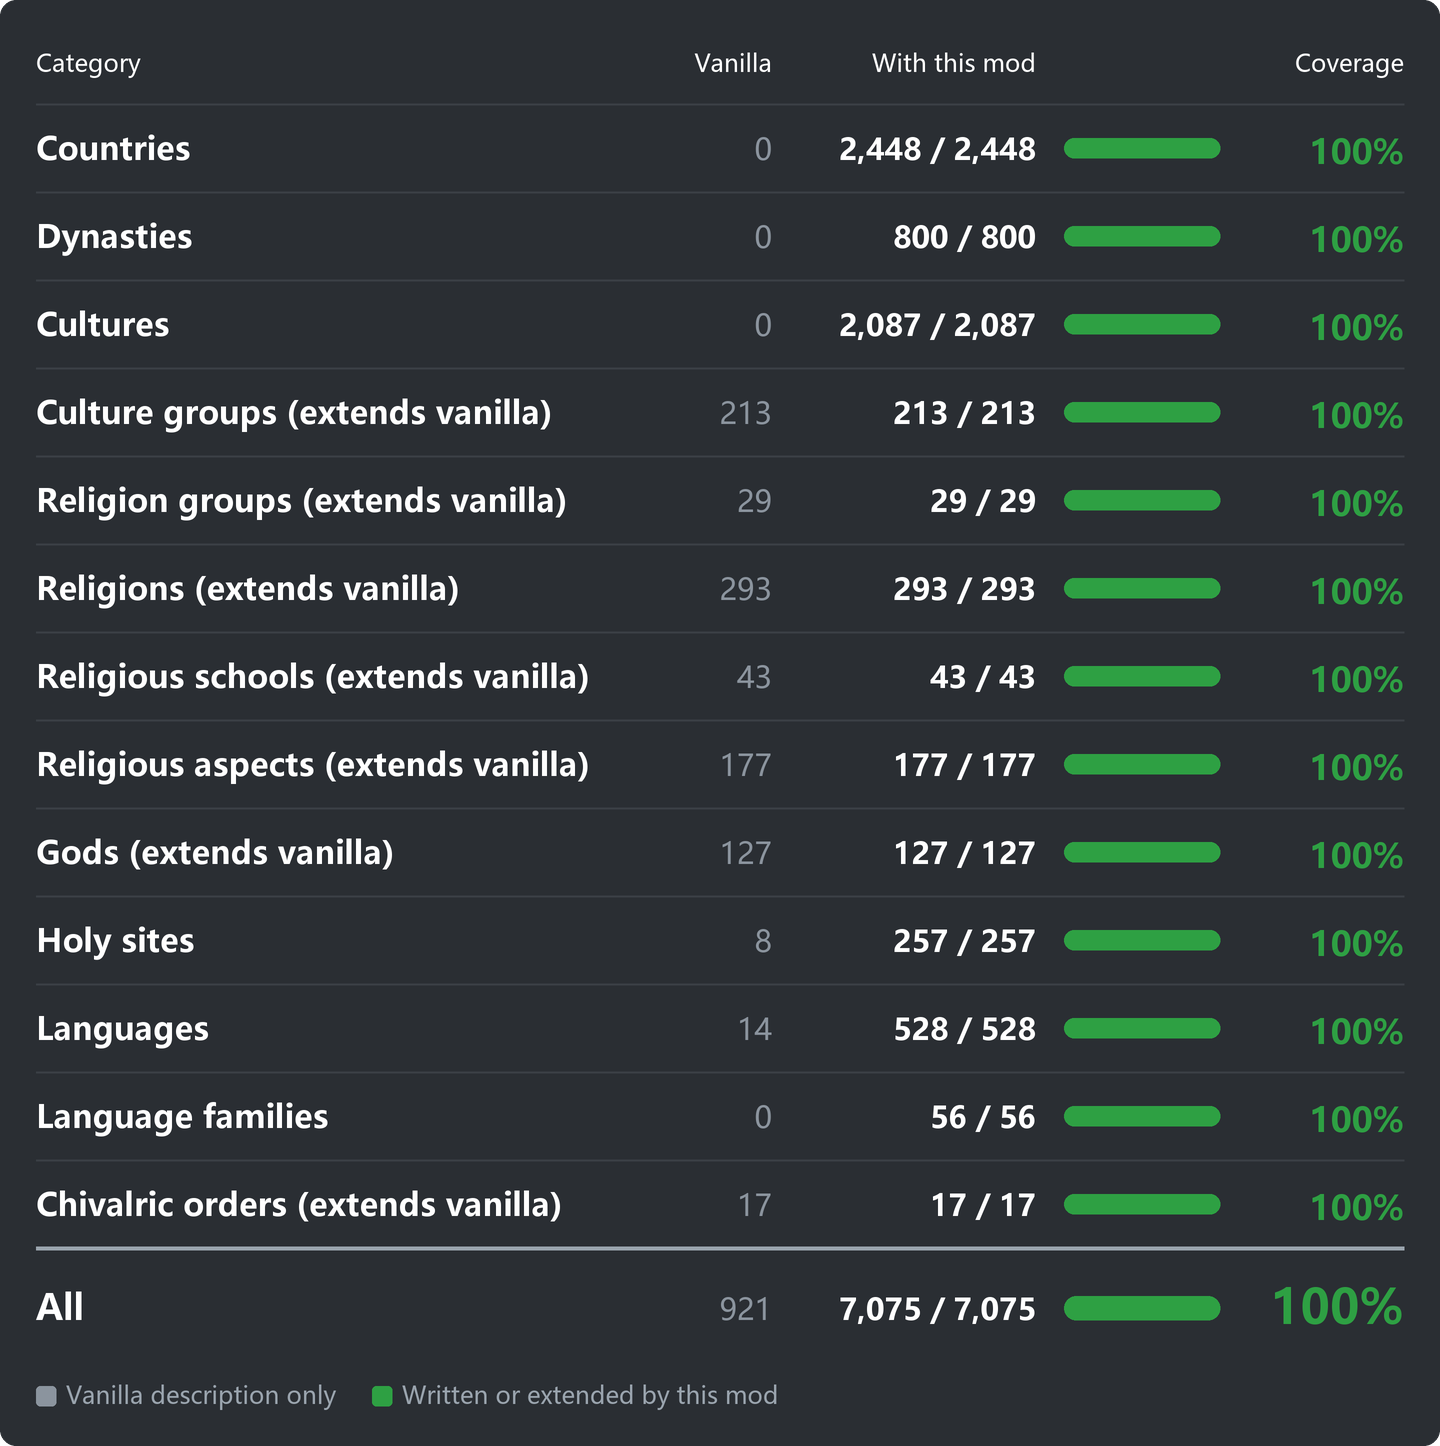 Category Vanilla With this mod Coverage
Countries 0 2,448 / 2,448 100%
Dynasties 0 800 / 800 100%
Cultures 0 2,087 / 2,087 100%
Culture groups (extends vanilla) 213 213 / 213 100%
Religion groups (extends vanilla) 29 29 / 29 100%
Religions (extends vanilla) 293 293 / 293 100%
Religious schools (extends vanilla) 43 43 / 43 100%
Religious aspects (extends vanilla) 177 177 / 177 100%
Gods (extends vanilla) 127 127 / 127 100%
Holy sites 8 257 / 257 100%
Languages 14 528 / 528 100%
Language families 0 56 / 56 100%
Chivalric orders (extends vanilla) 17 17 / 17 100%
All 921 7,075 / 7,075 100%
Vanilla description only Written or extended by this mod